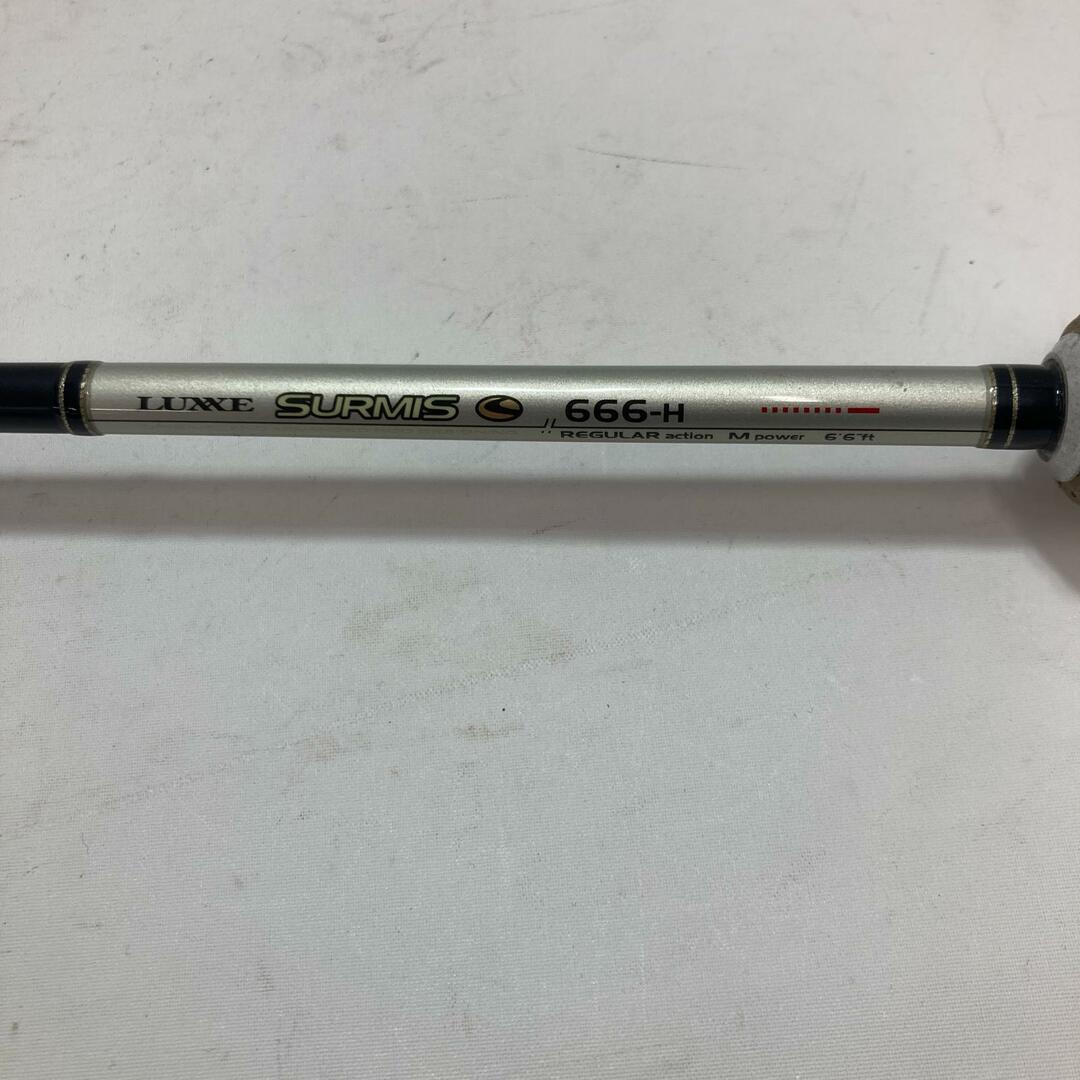 LUXXE SURMIS 666-H
REGULAR action M power 6'6"ft